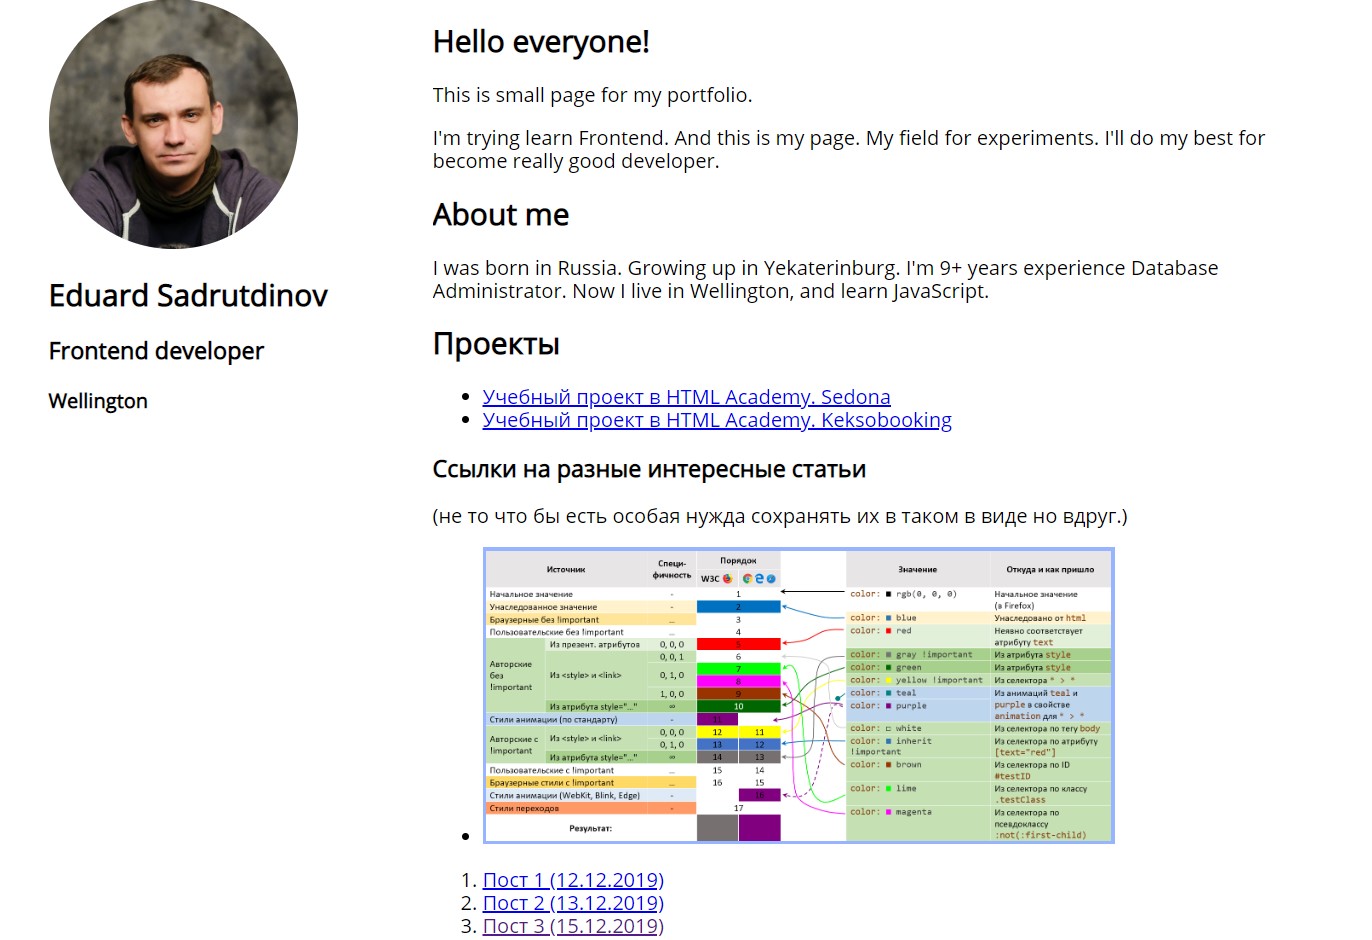 Hello everyone!
This is small page for my portfolio.
I'm trying learn Frontend. And this is my page. My field for experiments. I'll do my best for
become really good developer.
About me
I was born in Russia. Growing up in Yekaterinburg. I'm 9+ years experience Database
Administrator. Now I live in Wellington, and learn JavaScript.
Eduard Sadrutdinov
Frontend developer
Wellington
Проекты
Учебный проект в HTML Academy. Sedona
Учебный проект в HTML Academy. Keksobooking
Ссылки на разные интересные статьи
(не то что бы есть особая нужда сохранять их в таком в виде но вдруг.)
Источник
Специ-
фичность
Порядок
W3C
Начальное значение - 1
Унаследованное значение - 2
Браузерные без !important ... 3
Пользовательские без !important ... 4
Авторские
без
!important
Из презент. атрибутов 0, 0, 0 5
Из <style> и <link>
0, 0, 1 6
0, 1, 0 7
8
1, 0, 0 9
Из атрибута style="..." ∞ 10
Стили анимации (по стандарту) - 11
Авторские с
!important
Из <style> и <link>
0, 0, 0 12 11
0, 1, 0 13 12
Из атрибута style="..." ∞ 14 13
Пользовательские с !important ... 15 14
Браузерные стили с !important ... 16 15
Стили анимации (WebKit, Blink, Edge) - 16
Стили переходов - 17
Результат:
Значение
Откуда и как пришло
color: rgb(0, 0, 0)
Начальное значение
(в Firefox)
color: blue
Унаследовано от html
color: red
Неявно соответствует
атрибуту text
color: gray !important
Из атрибута style
color: green
Из атрибута style
color: yellow !important
Из селектора * > *
color: teal
color: purple
Из анимаций teal и
purple в свойстве
animation для * > *
color: white
Из селектора по тегу body
color: inherit
!important
Из селектора по атрибуту
[text="red"]
color: brown
Из селектора по ID
#testID
color: lime
Из селектора по классу
.testClass
color: magenta
Из селектора по
псевдоклассу
:not(:first-child)
1. Пост 1 (12.12.2019)
2. Пост 2 (13.12.2019)
3. Пост 3 (15.12.2019)